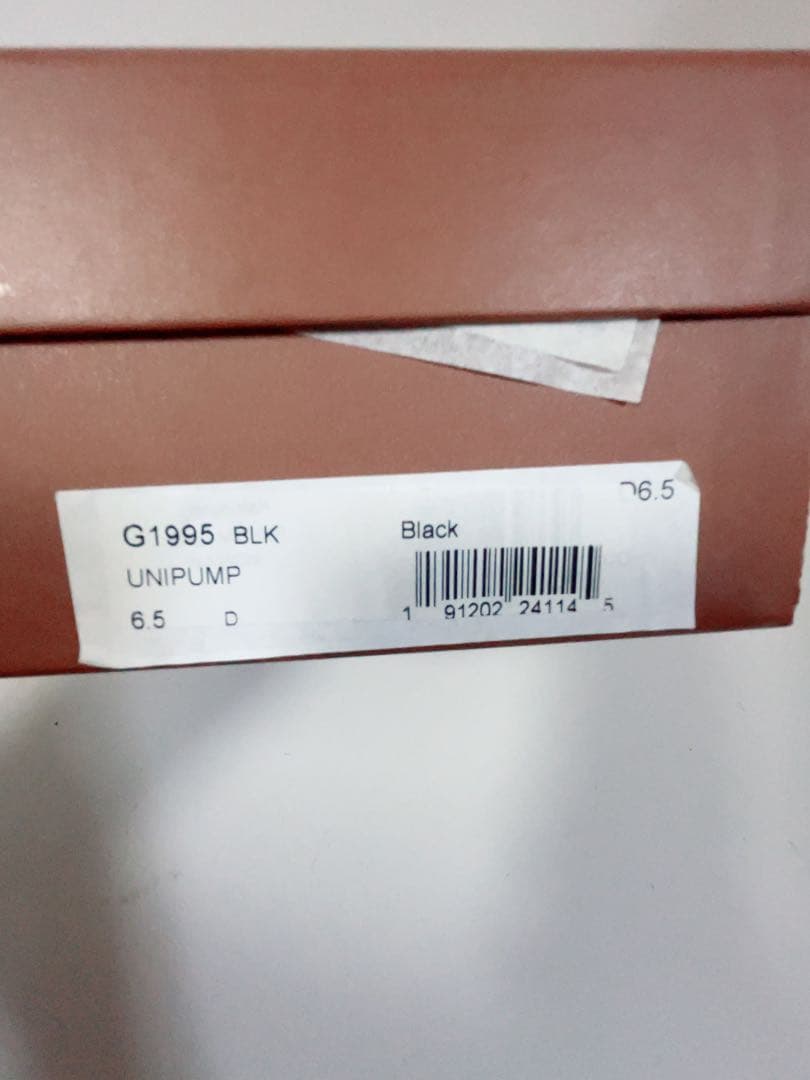 D6.5
G1995 BLK Black
UNIPUMP
6.5 D
1 91202 24114 5